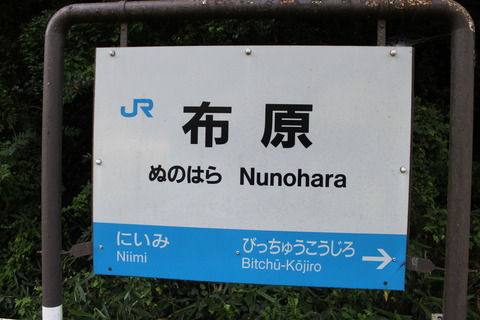 JR 布原
ぬのはら Nunohara
にいみ びっちゅうこうじろ →
Niimi Bitchū-Kōjiro